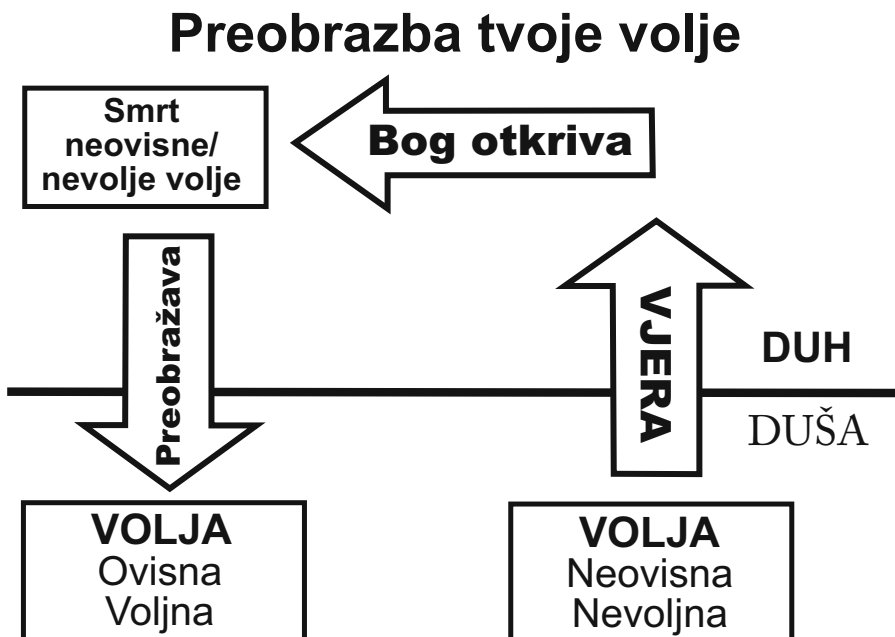 Preobrazba tvoje volje
Smrt
neovisne/
nevolje volje
Bog otkriva
Preobražava
VJERA
DUH
DUŠA
VOLJA
Ovisna
Voljna
VOLJA
Neovisna
Nevoljna